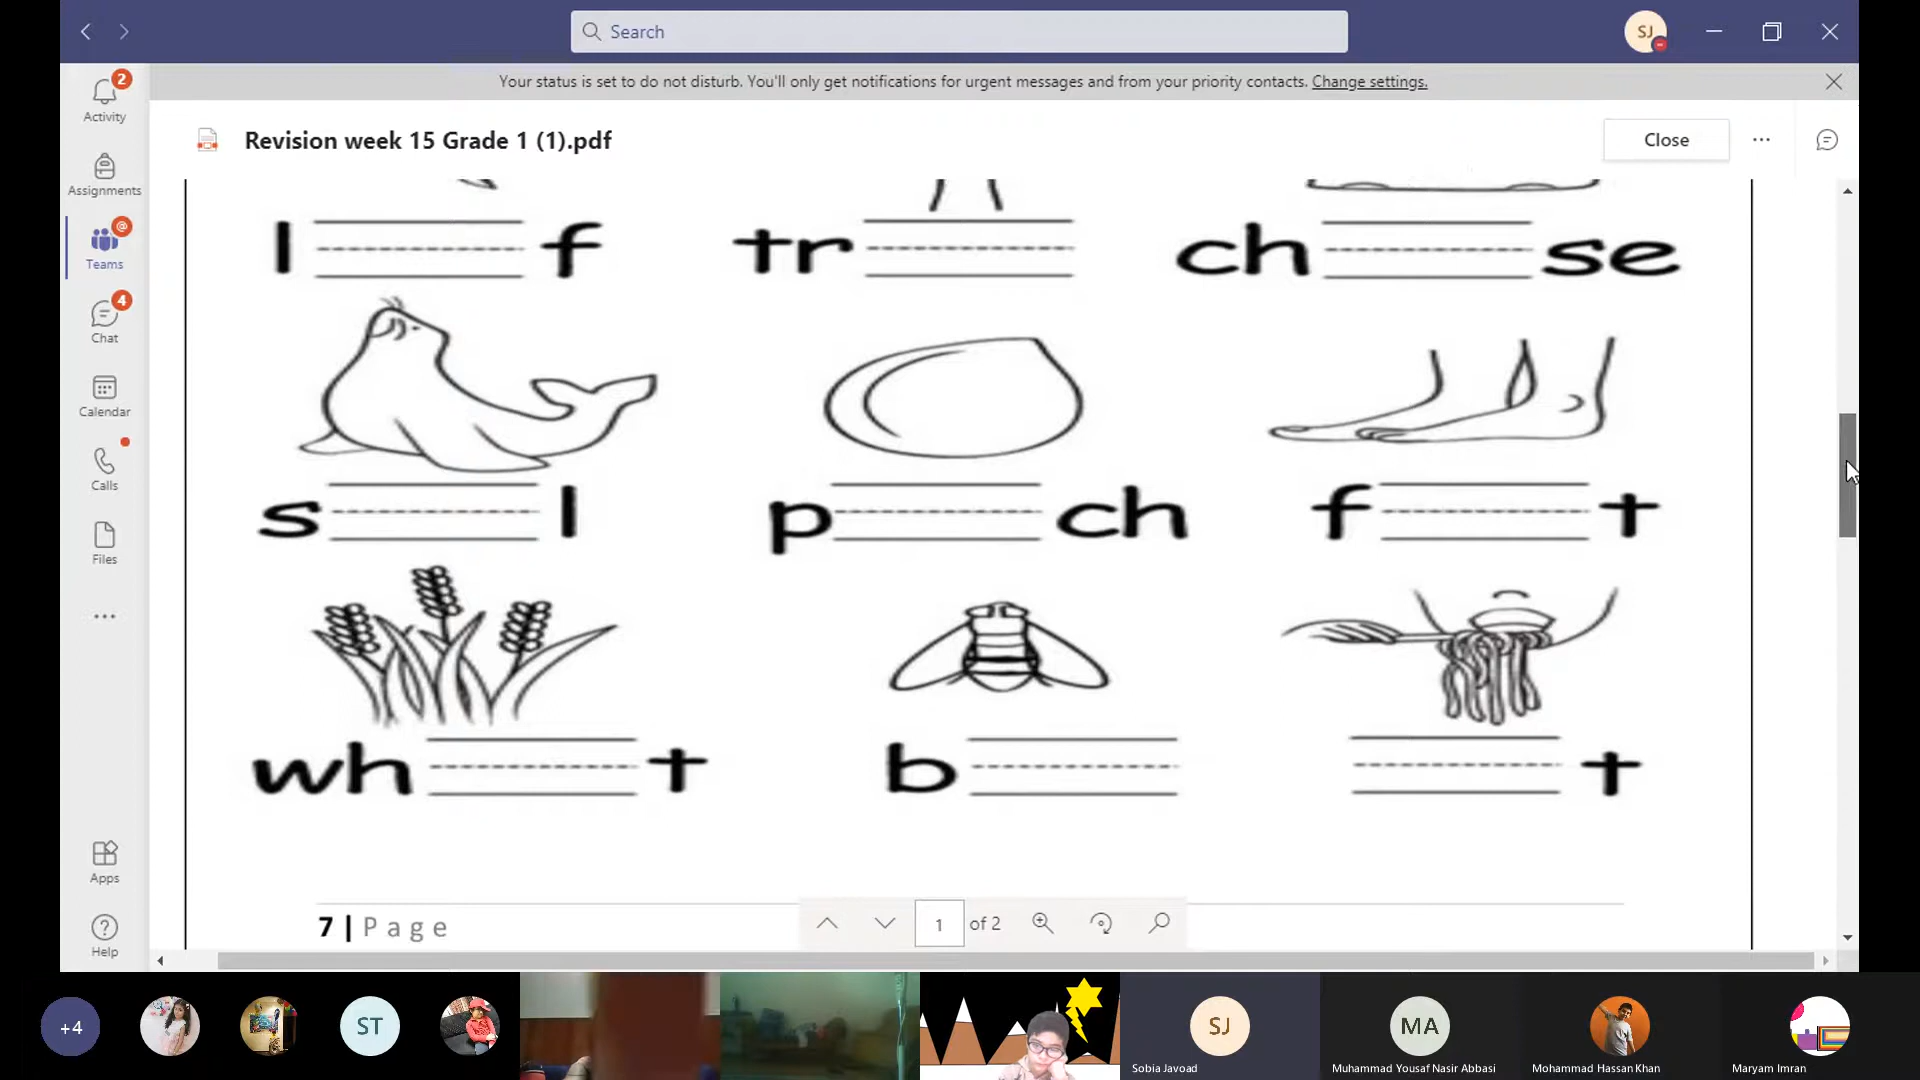 Search
SJ
Your status is set to do not disturb. You'll only get notifications for urgent messages and from your priority contacts. Change settings.
2
Activity
Assignments
@
Teams
4
Chat
Calendar
Calls
Files
Apps
Help
Revision week 15 Grade 1 (1).pdf
Close
l f tr ch se
s l p ch f t
wh t b t
7 | Page
1 of 2
+4
ST
SJ
MA
Sobia Javoad
Muhammad Yousaf Nasir Abbasi
Mohammad Hassan Khan
Maryam Imran